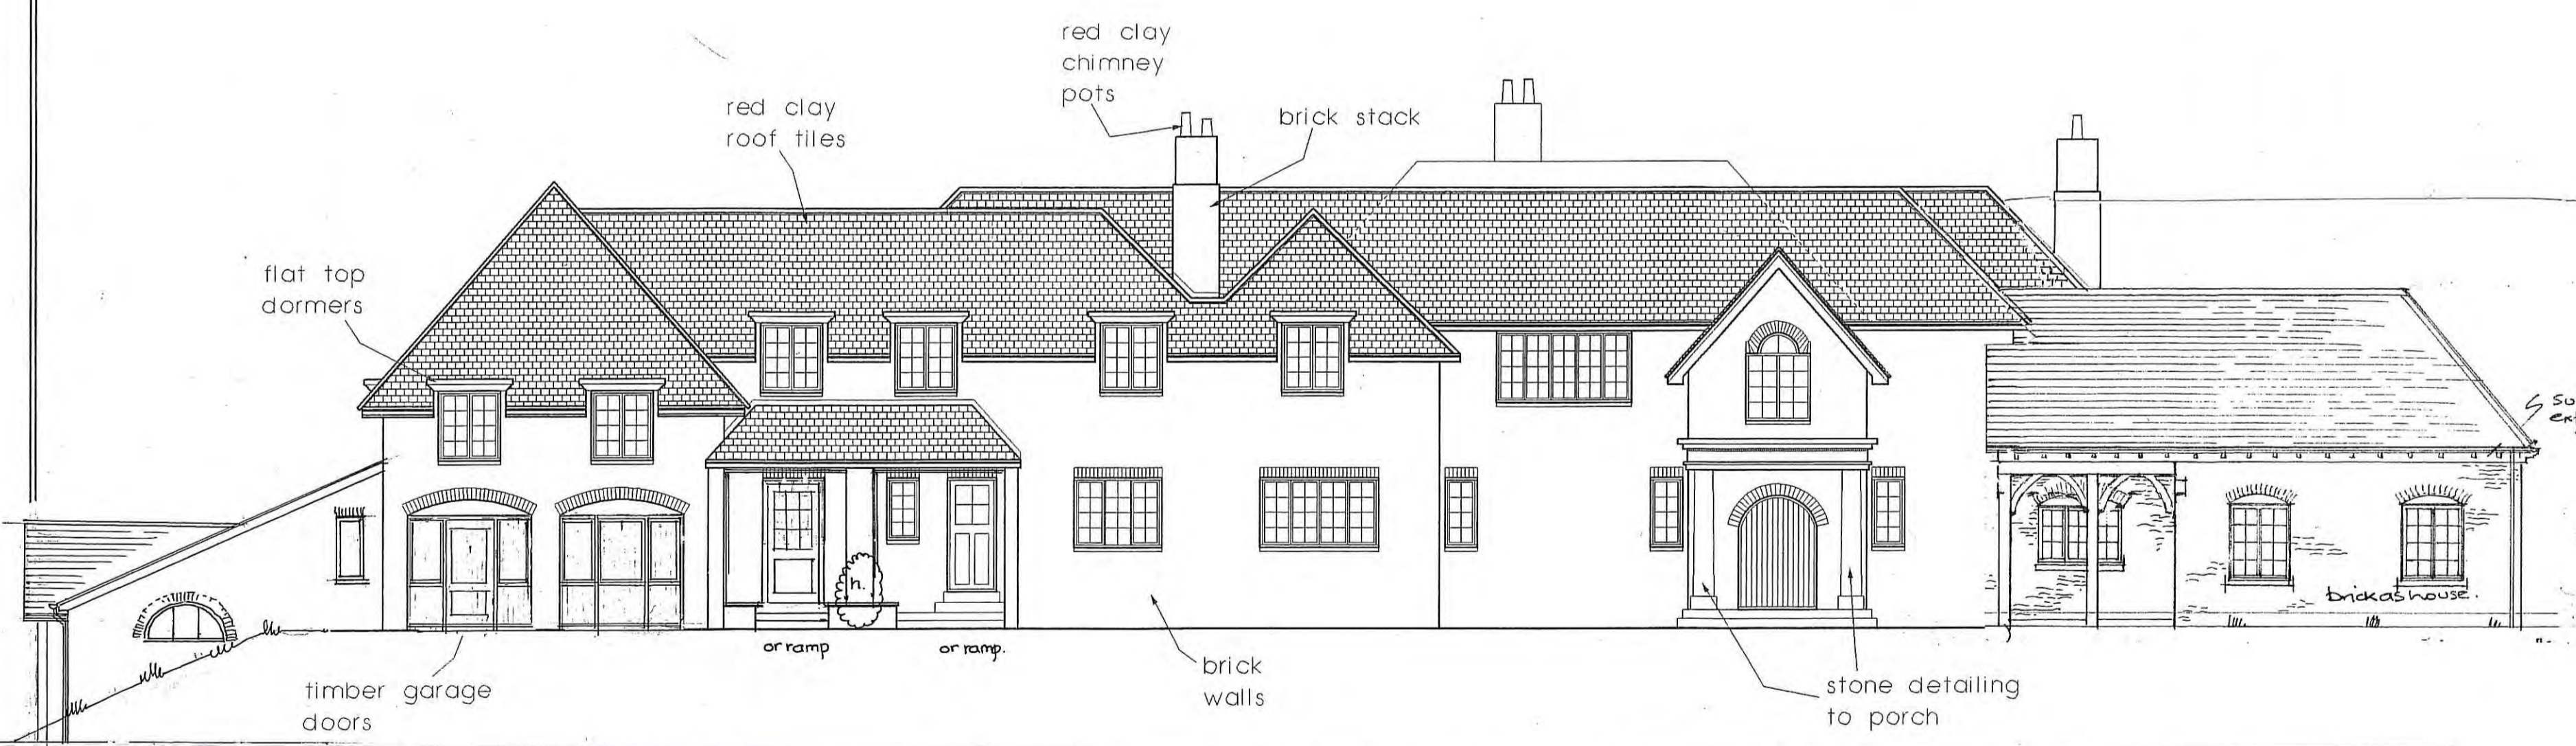 red clay
chimney
pots
red clay
roof tiles
brick stack
flat top
dormers
h.
brick as house.
or ramp
or ramp.
timber garage
doors
brick
walls
stone detailing
to porch